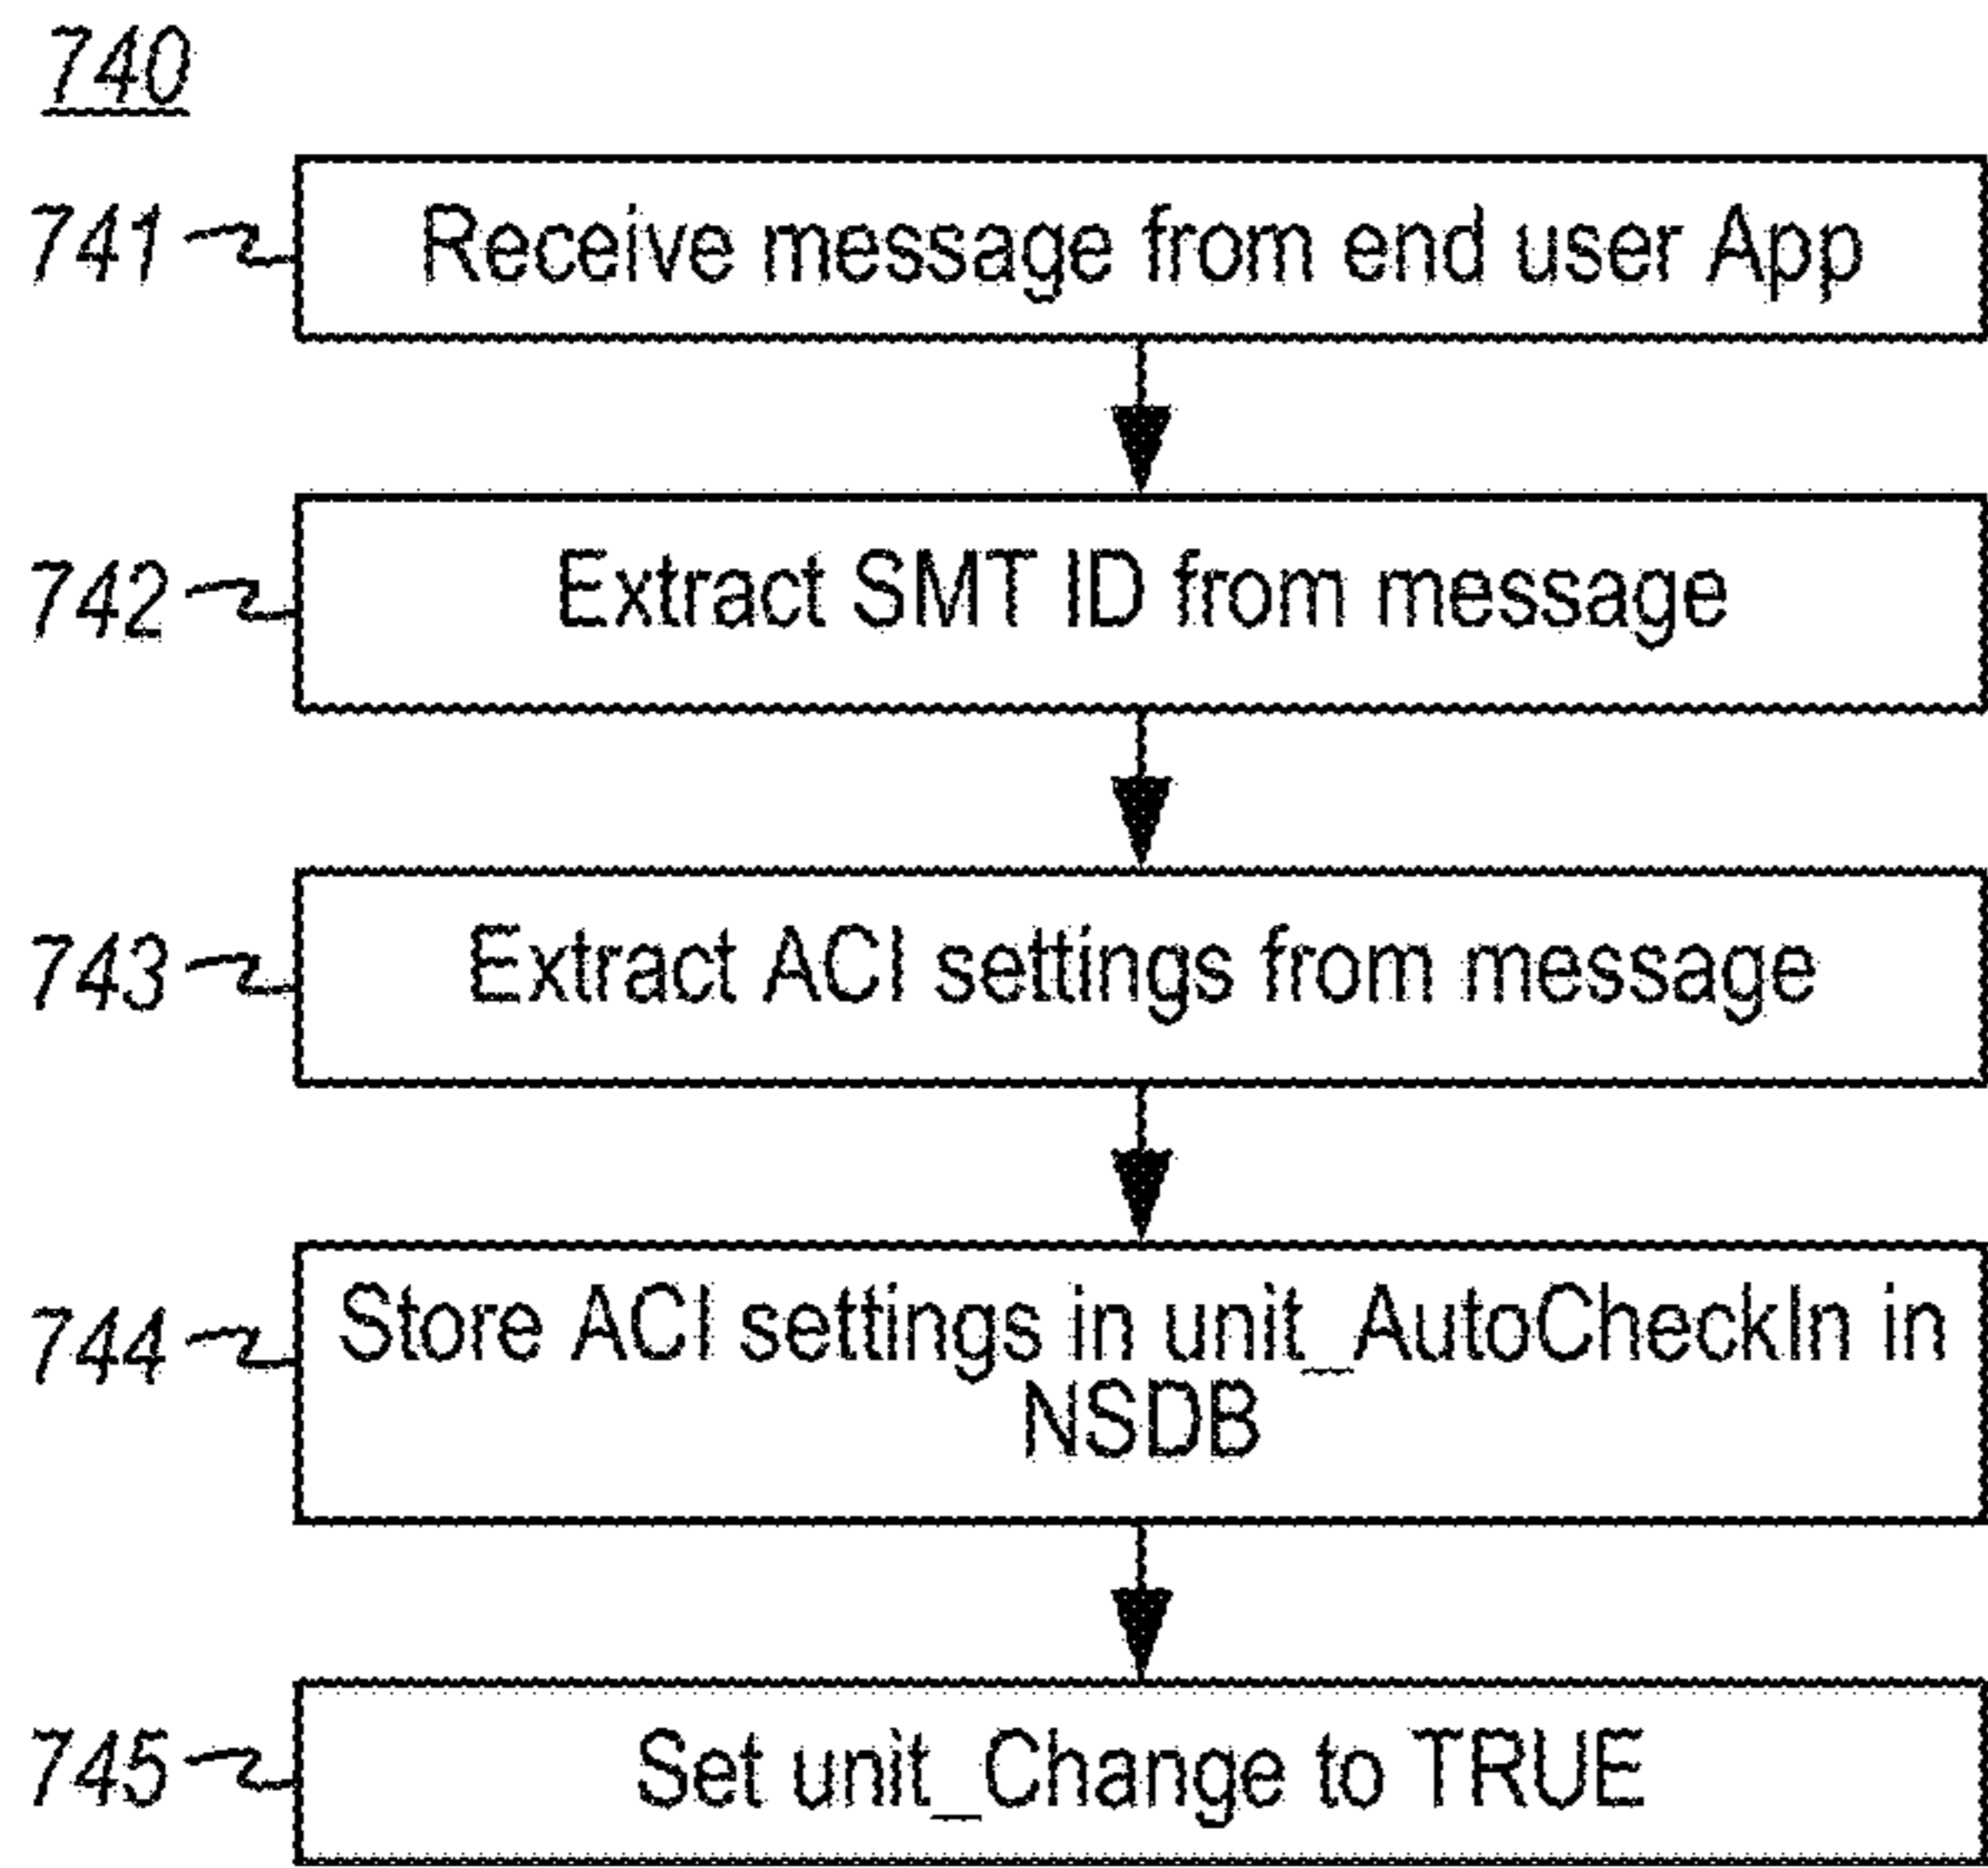 740
741 Receive message from end user App
742 Extract SMT ID from message
743 Extract ACI settings from message
744 Store ACI settings in unit_AutoCheckIn in
NSDB
745 Set unit_Change to TRUE